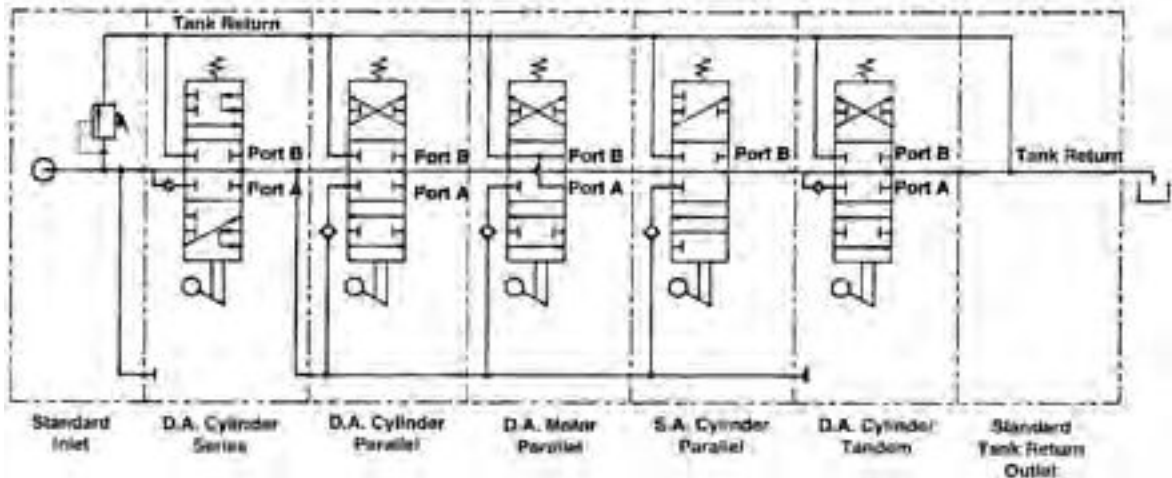 Tank Return
Port B
Port A
Port B
Port A
Port B
Port A
Port B
Port B
Port A
Tank Return
Standard
Inlet
D.A. Cylinder
Series
D.A. Cylinder
Parallel
D.A. Motor
Parallel
S.A. Cylinder
Parallel
D.A. Cylinder
Tandem
Standard
Tank Return
Outlet